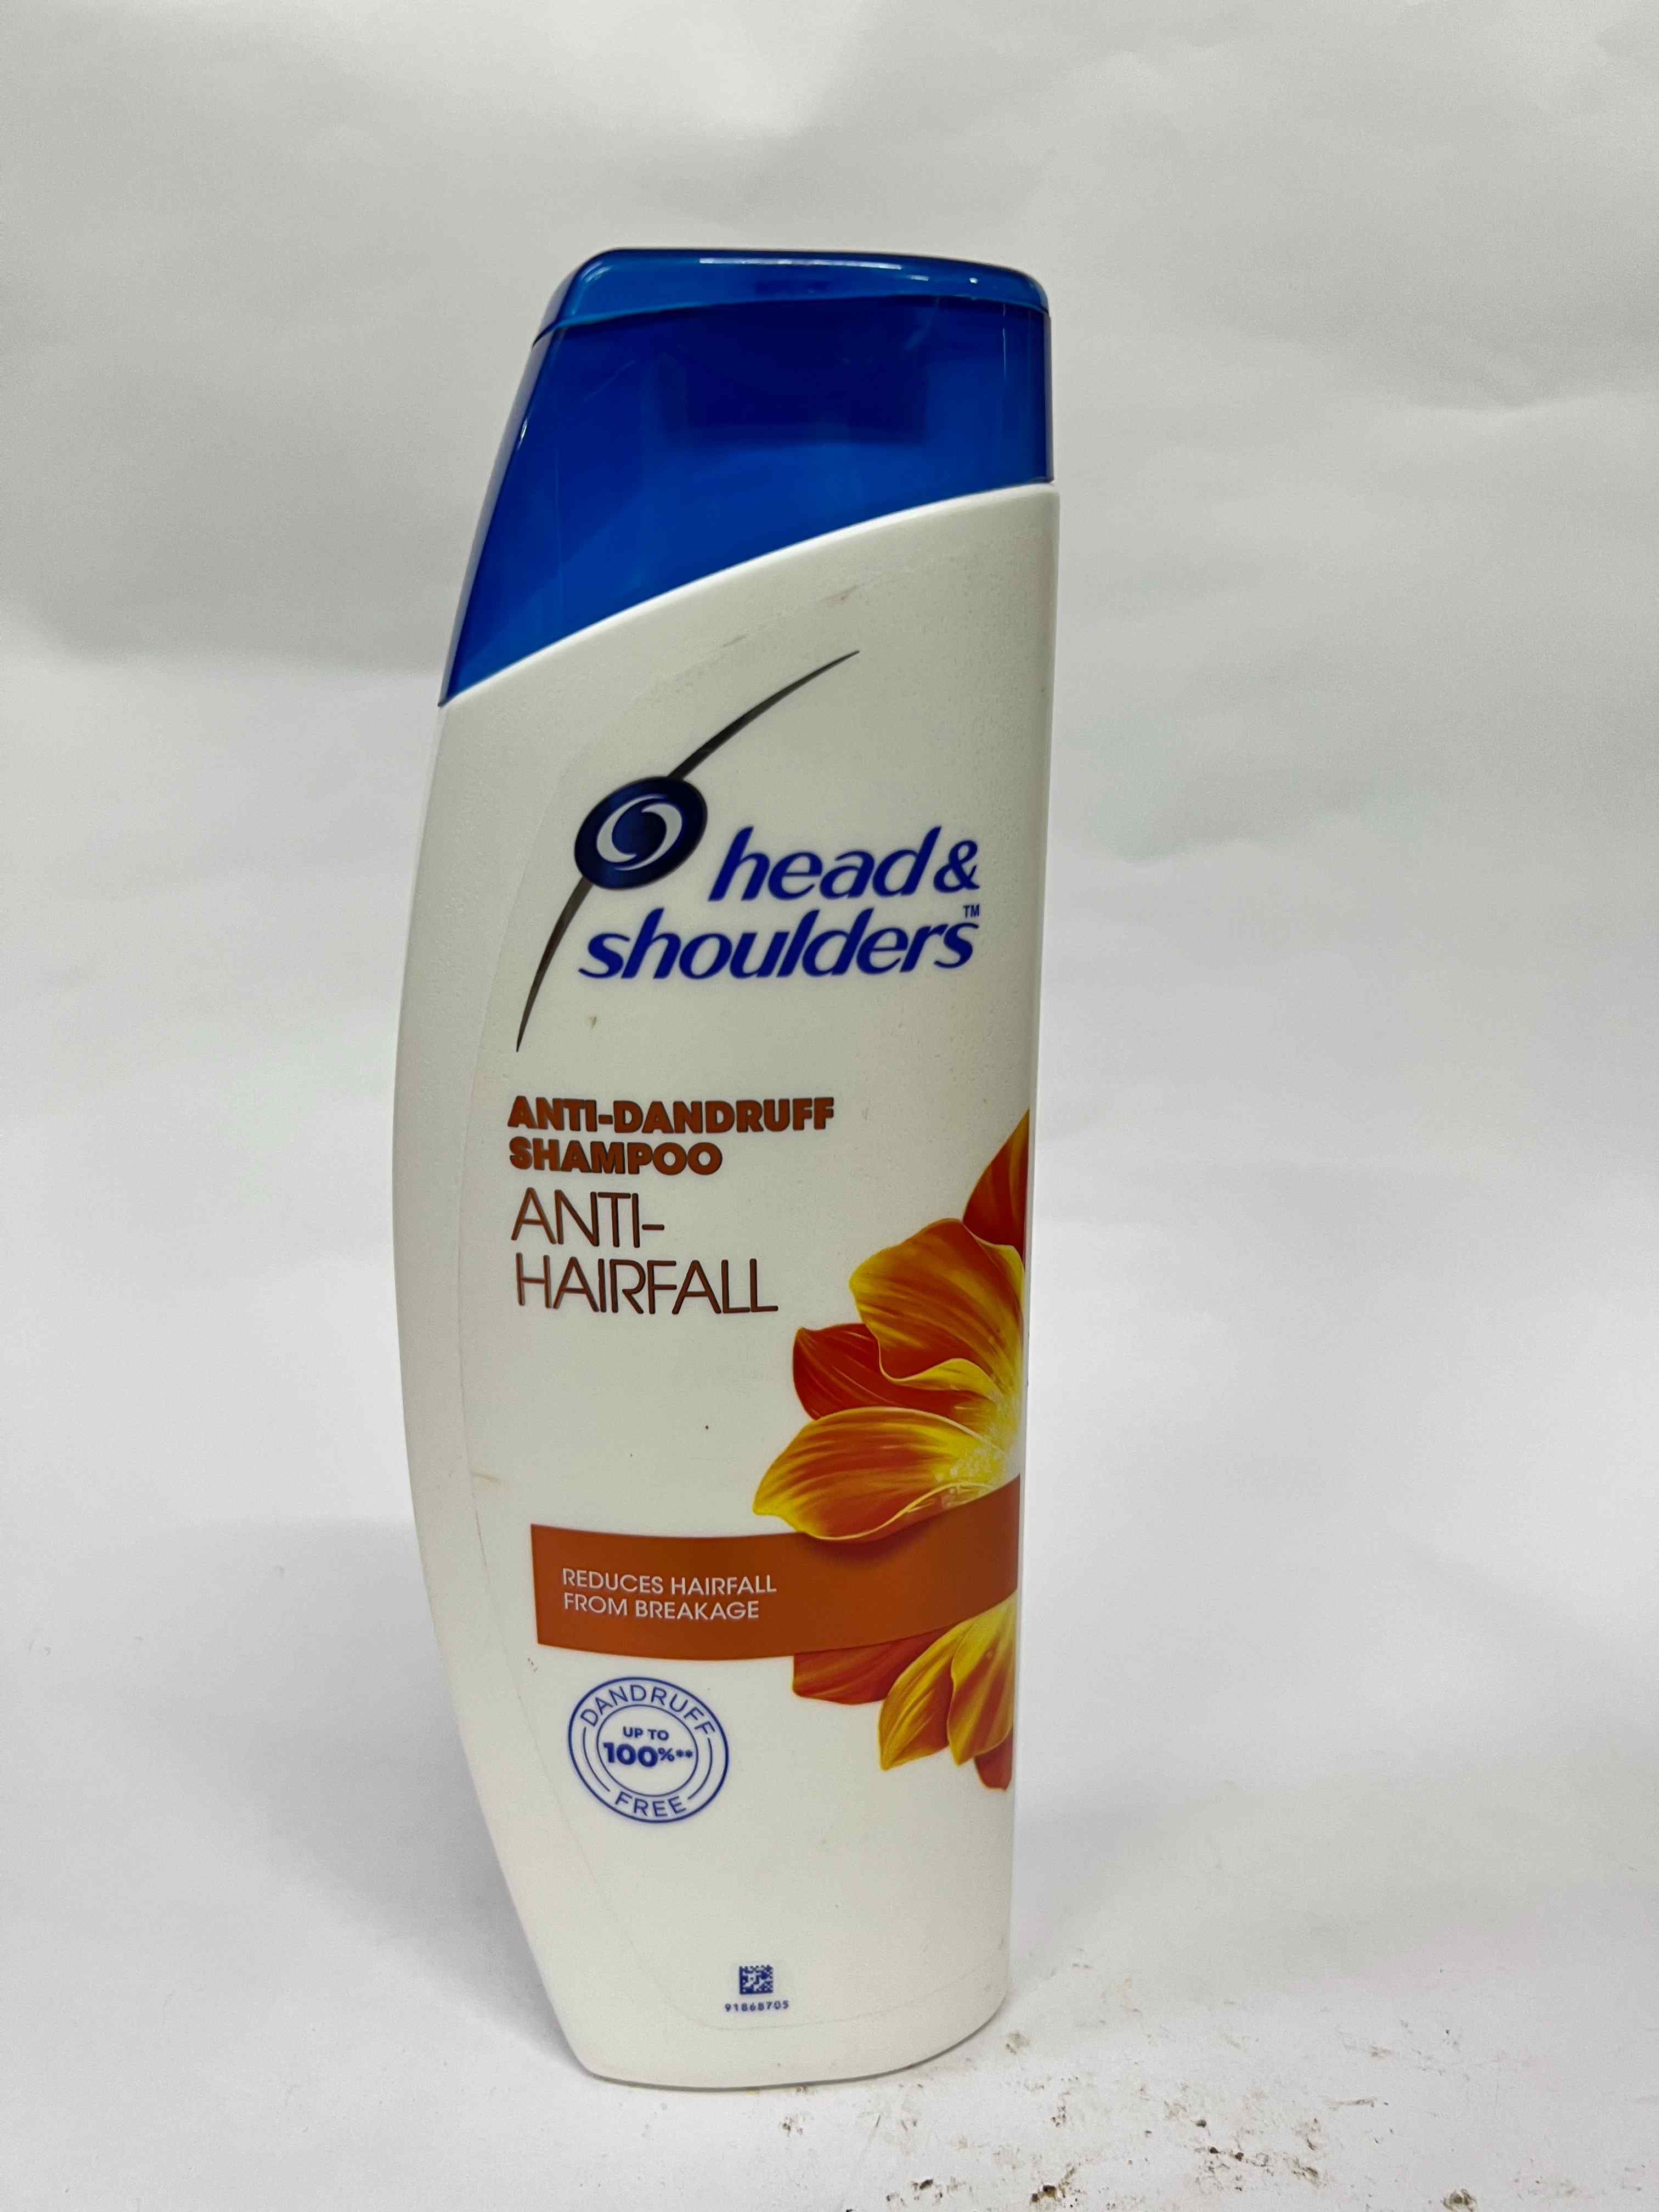 head &
shoulders™
ANTI-DANDRUFF
SHAMPOO
ANTI-
HAIRFALL
REDUCES HAIRFALL
FROM BREAKAGE
DANDRUFF
UP TO
100%**
FREE
91868705